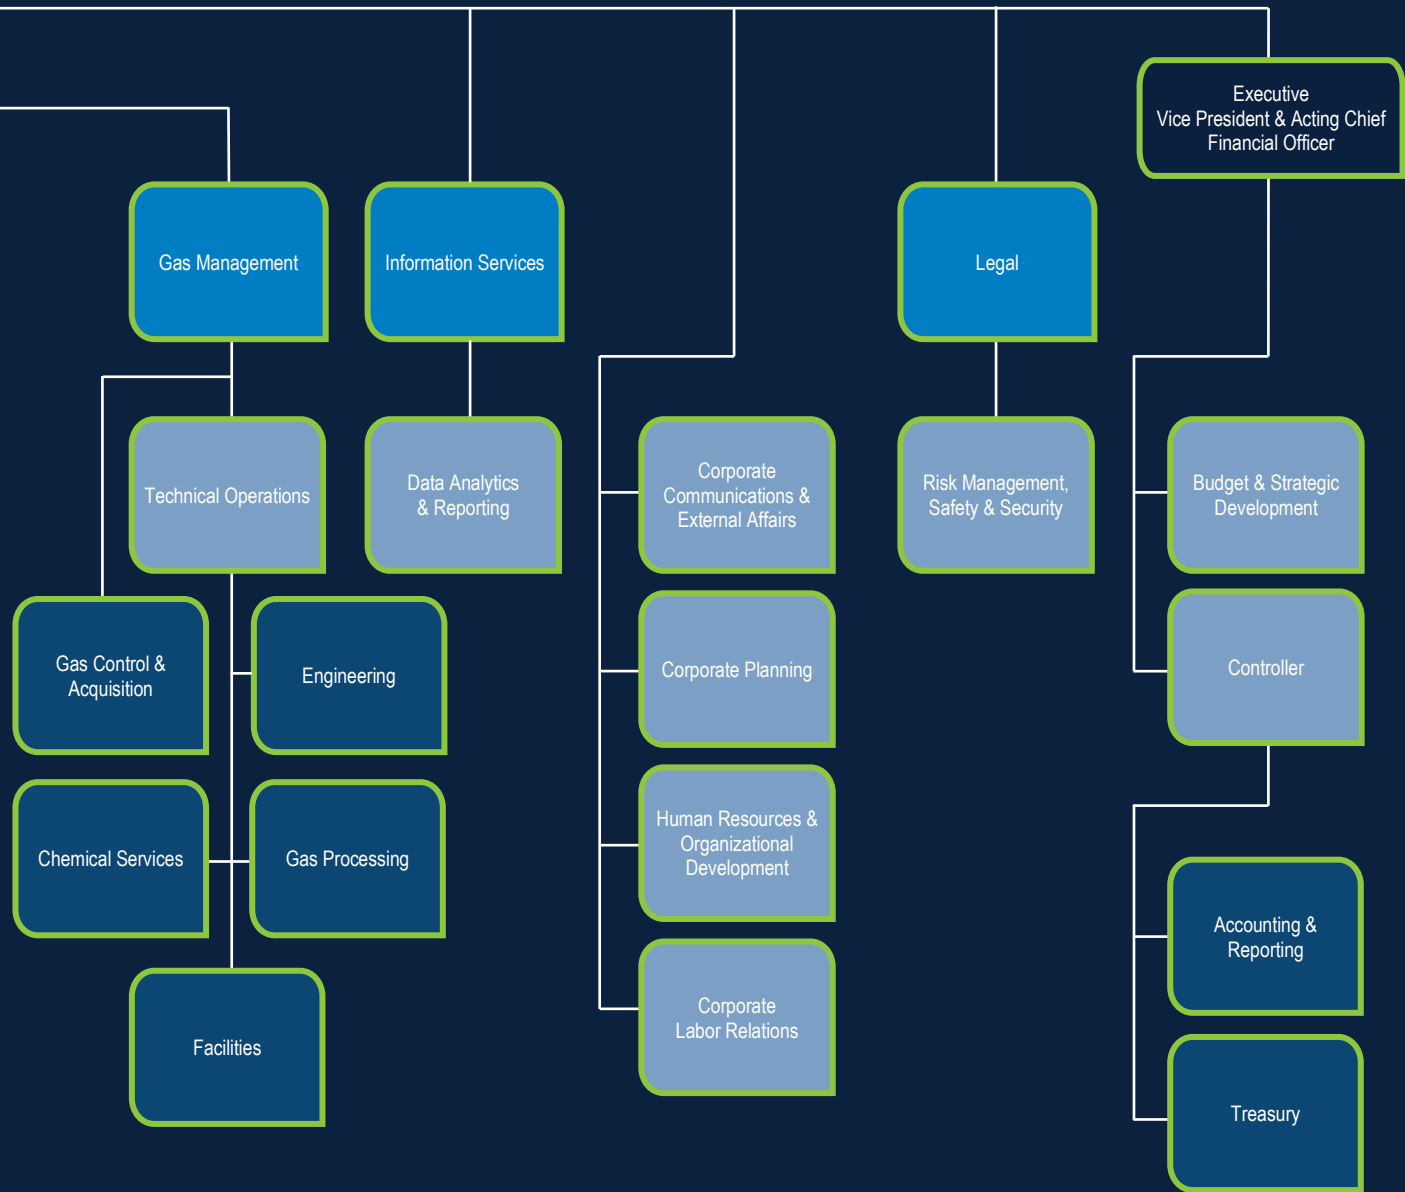 Executive
Vice President & Acting Chief
Financial Officer
Gas Management
Information Services
Legal
Technical Operations
Data Analytics
& Reporting
Corporate
Communications &
External Affairs
Risk Management,
Safety & Security
Budget & Strategic
Development
Gas Control &
Acquisition
Engineering
Corporate Planning
Controller
Chemical Services
Gas Processing
Human Resources &
Organizational
Development
Accounting &
Reporting
Facilities
Corporate
Labor Relations
Treasury